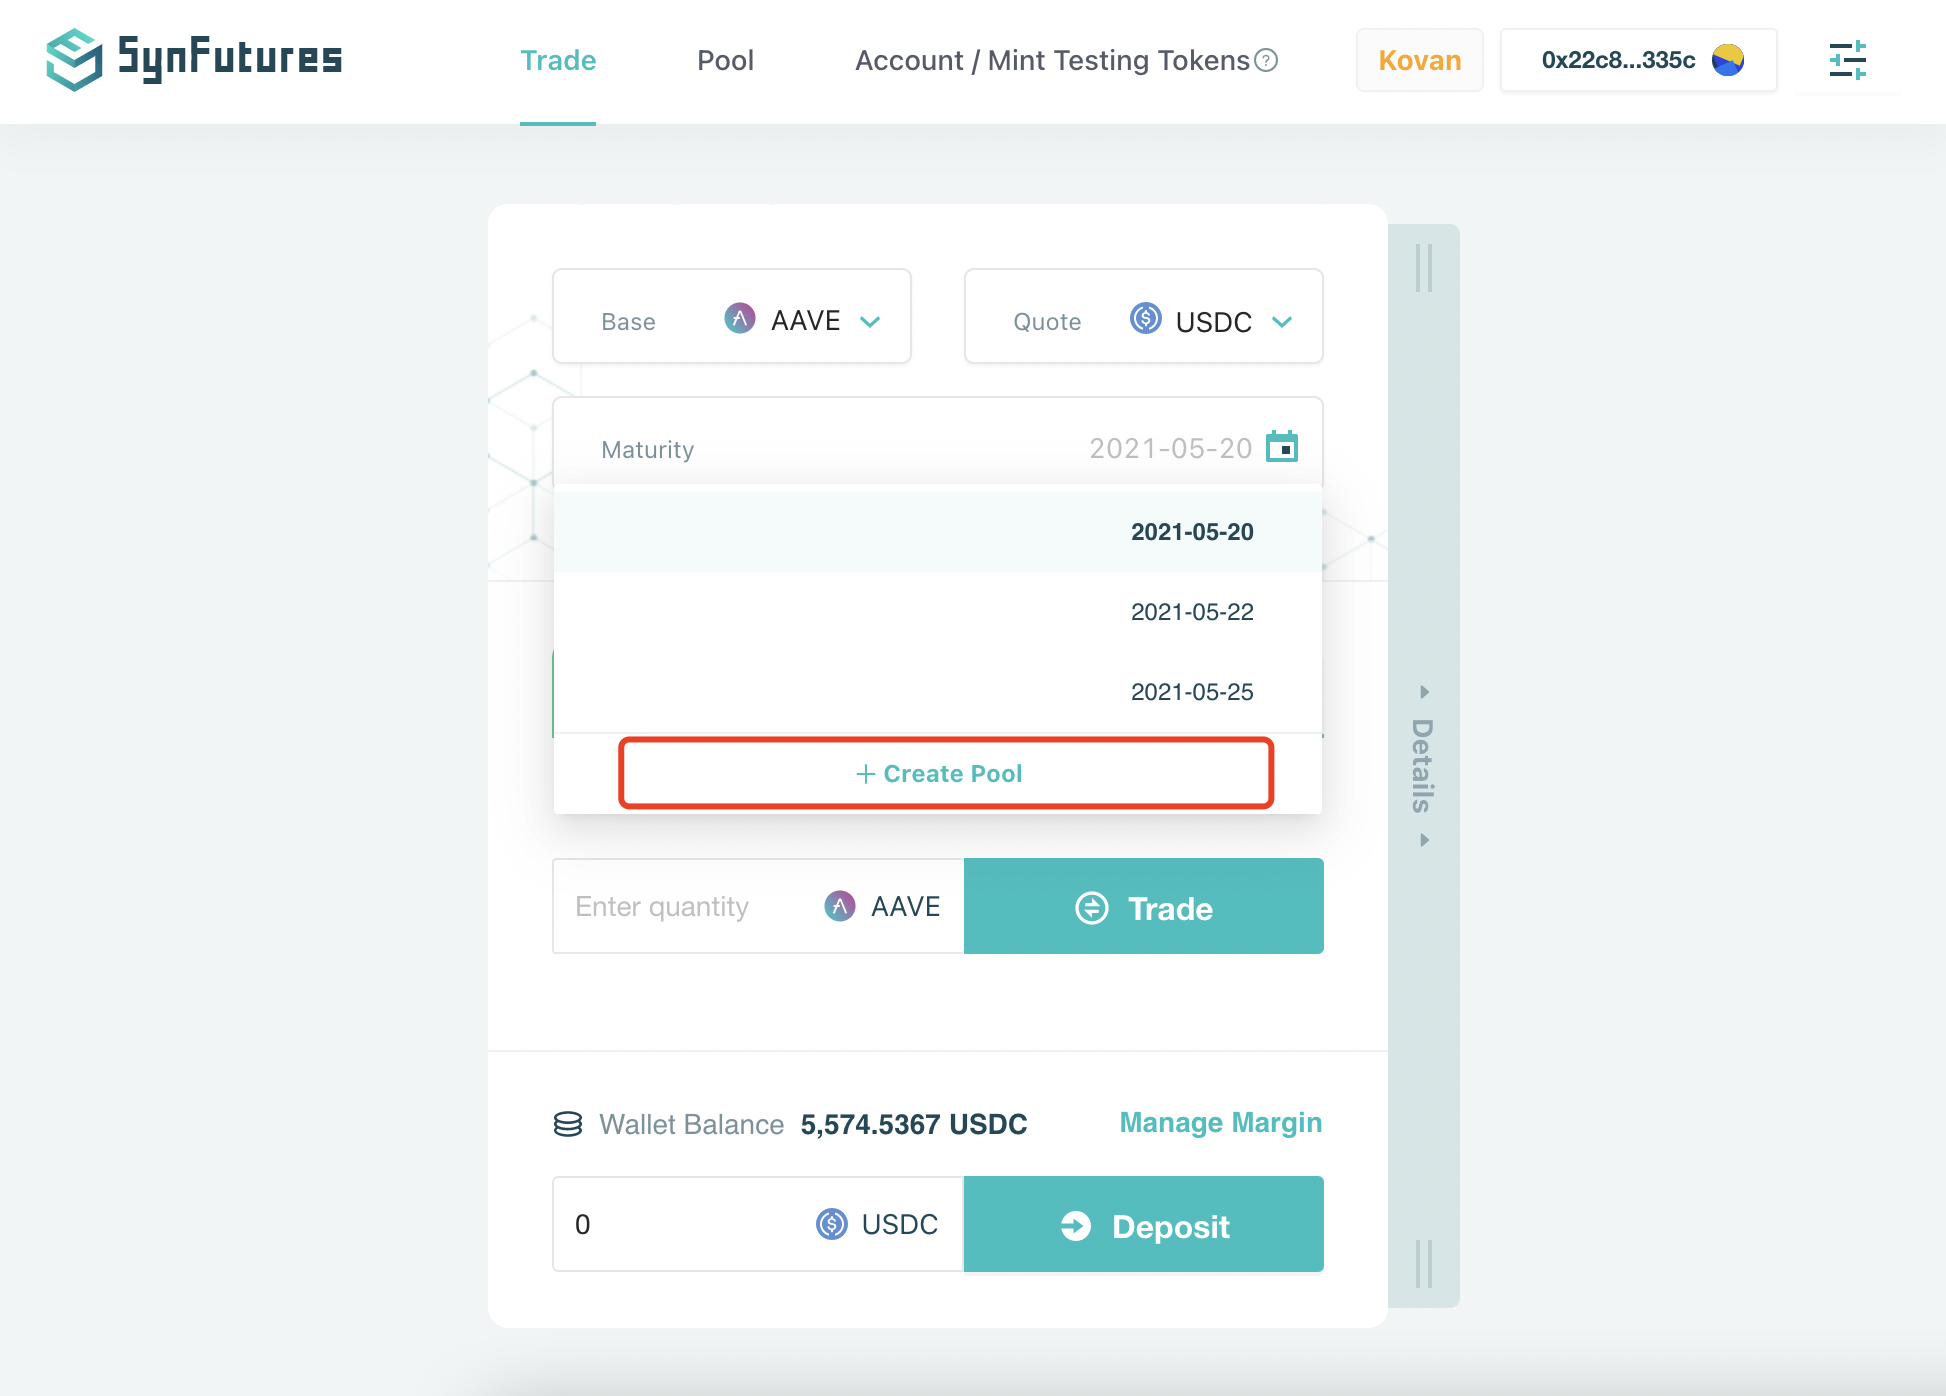 SynFutures
Trade
Pool
Account / Mint Testing Tokens ?
Kovan
0x22c8...335c
Base AAVE
Quote USDC
Maturity 2021-05-20
2021-05-20
2021-05-22
2021-05-25
+ Create Pool
Details
Enter quantity AAVE
Trade
Wallet Balance 5,574.5367 USDC
Manage Margin
0 USDC
Deposit